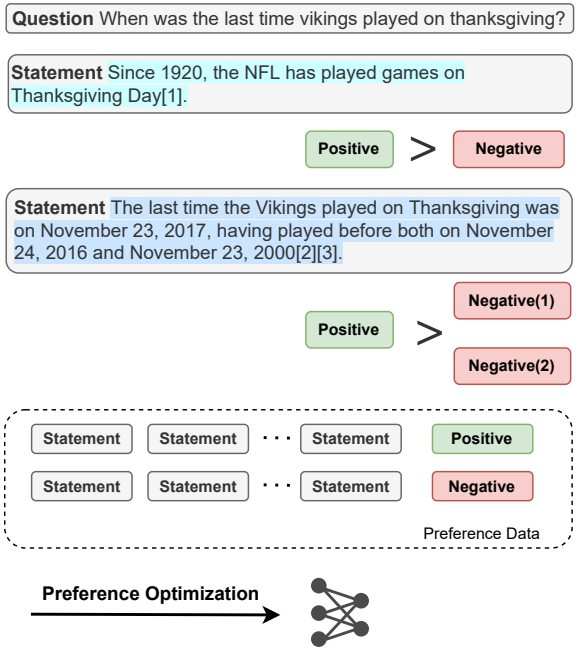 Question When was the last time vikings played on thanksgiving?
Statement Since 1920, the NFL has played games on
Thanksgiving Day[1].
Positive > Negative
Statement The last time the Vikings played on Thanksgiving was
on November 23, 2017, having played before both on November
24, 2016 and November 23, 2000[2][3].
Negative(1)
Positive >
Negative(2)
Statement Statement ... Statement Positive
Statement Statement ... Statement Negative
Preference Data
Preference Optimization